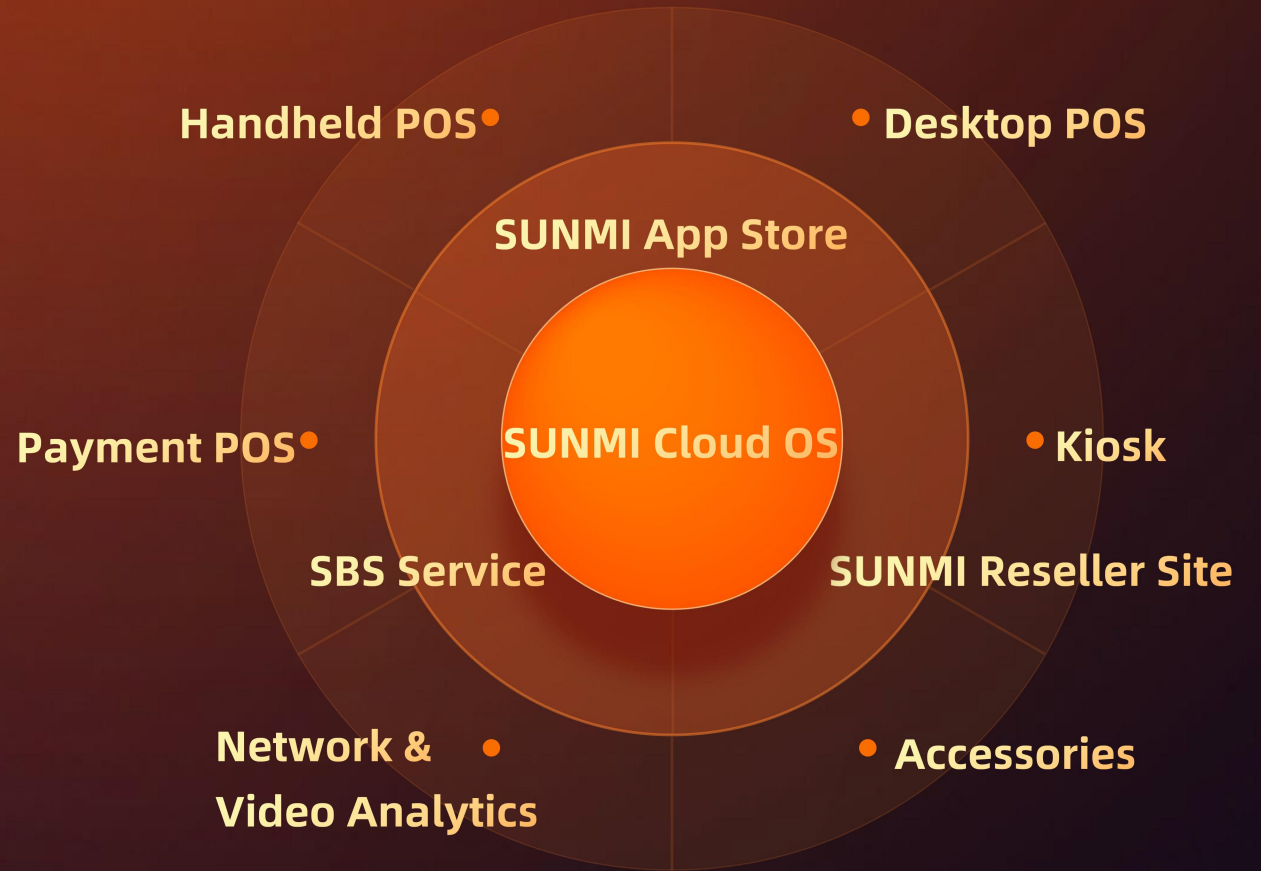 Handheld POS
Desktop POS
SUNMI App Store
SUNMI Cloud OS
Payment POS
Kiosk
SBS Service
SUNMI Reseller Site
Network &
Video Analytics
Accessories